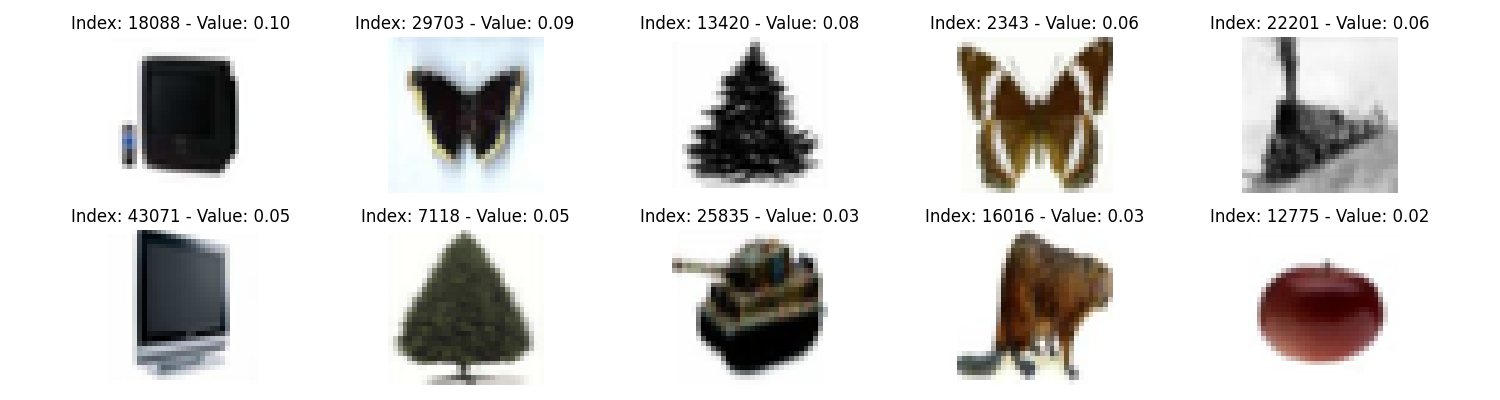 Index: 18088 - Value: 0.10
Index: 29703 - Value: 0.09
Index: 13420 - Value: 0.08
Index: 2343 - Value: 0.06
Index: 22201 - Value: 0.06
Index: 43071 - Value: 0.05
Index: 7118 - Value: 0.05
Index: 25835 - Value: 0.03
Index: 16016 - Value: 0.03
Index: 12775 - Value: 0.02